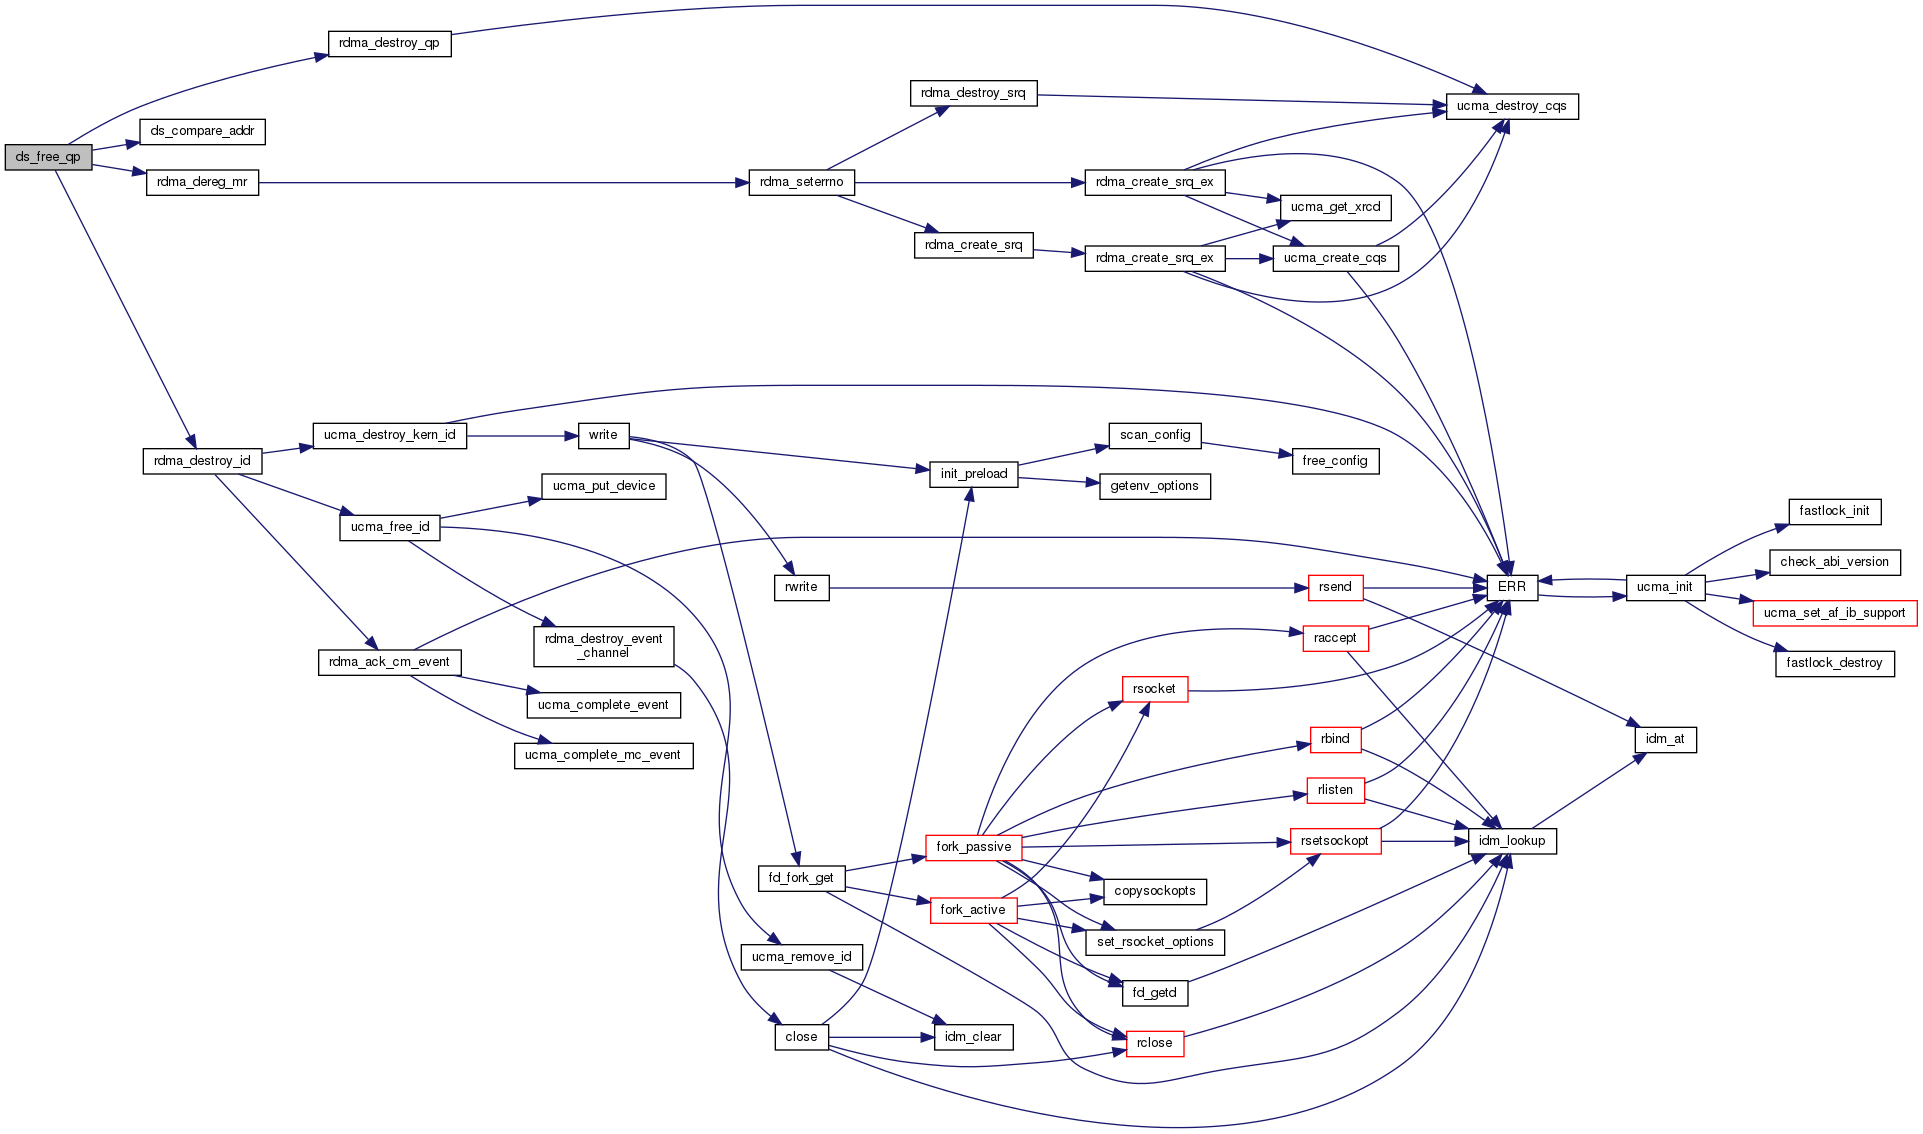 rdma_destroy_qp
rdma_destroy_srq
ucma_destroy_cqs
ds_compare_addr
ds_free_qp
rdma_dereg_mr
rdma_seterrno
rdma_create_srq_ex
ucma_get_xrcd
rdma_create_srq
rdma_create_srq_ex
ucma_create_cqs
ucma_destroy_kern_id
write
scan_config
rdma_destroy_id
free_config
init_preload
ucma_put_device
getenv_options
fastlock_init
ucma_free_id
check_abi_version
rwrite
rsend
ERR
ucma_init
ucma_set_af_ib_support
rdma_destroy_event
_channel
raccept
rdma_ack_cm_event
fastlock_destroy
rsocket
ucma_complete_event
rbind
idm_at
ucma_complete_mc_event
rlisten
fork_passive
rsetsockopt
idm_lookup
fd_fork_get
copysockopts
fork_active
set_rsocket_options
ucma_remove_id
fd_getd
close
idm_clear
rclose